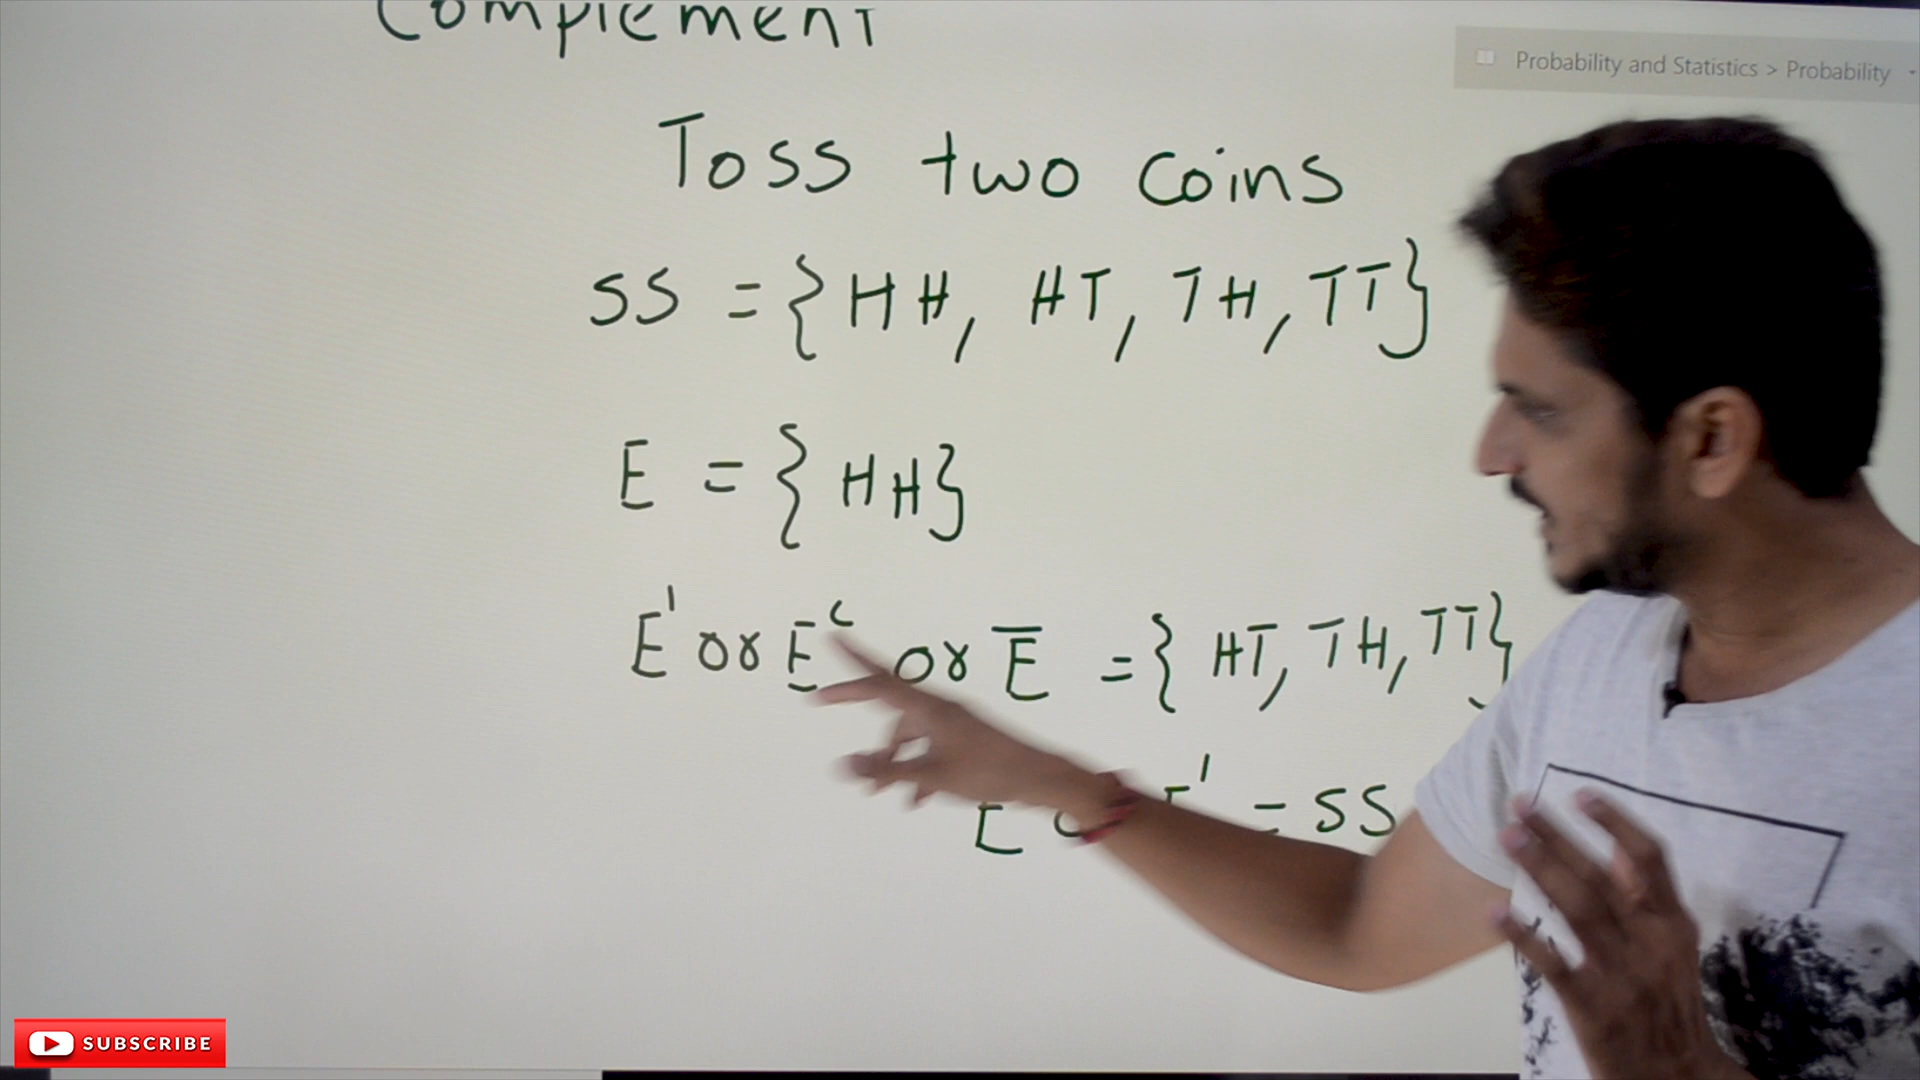 Complement
Probability and Statistics > Probability
Toss two coins
SS = {HH, HT, TH, TT}
E = {HH}
E' or Eᶜ or E̅ = {HT, TH, TT}
E E' = SS
SUBSCRIBE